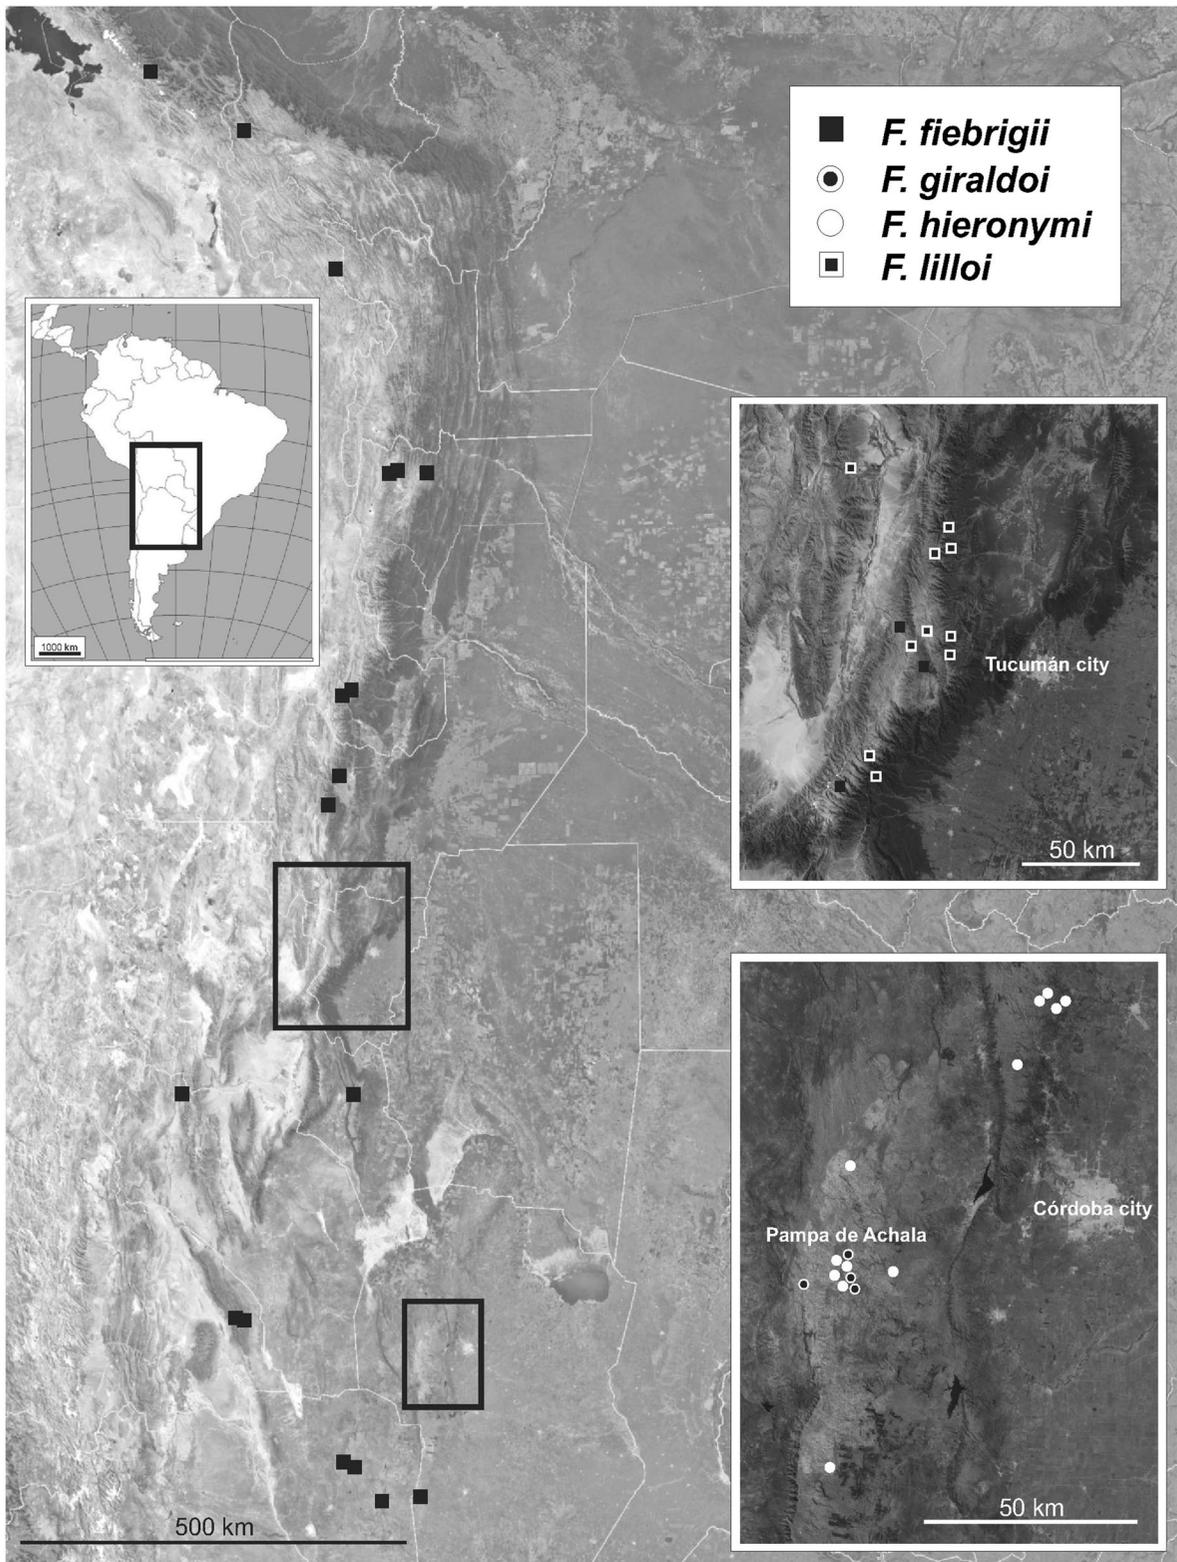 F. fiebrigii
F. giraldoi
F. hieronymi
F. lilloi
1000 km
Tucumán city
50 km
Pampa de Achala
Córdoba city
50 km
500 km